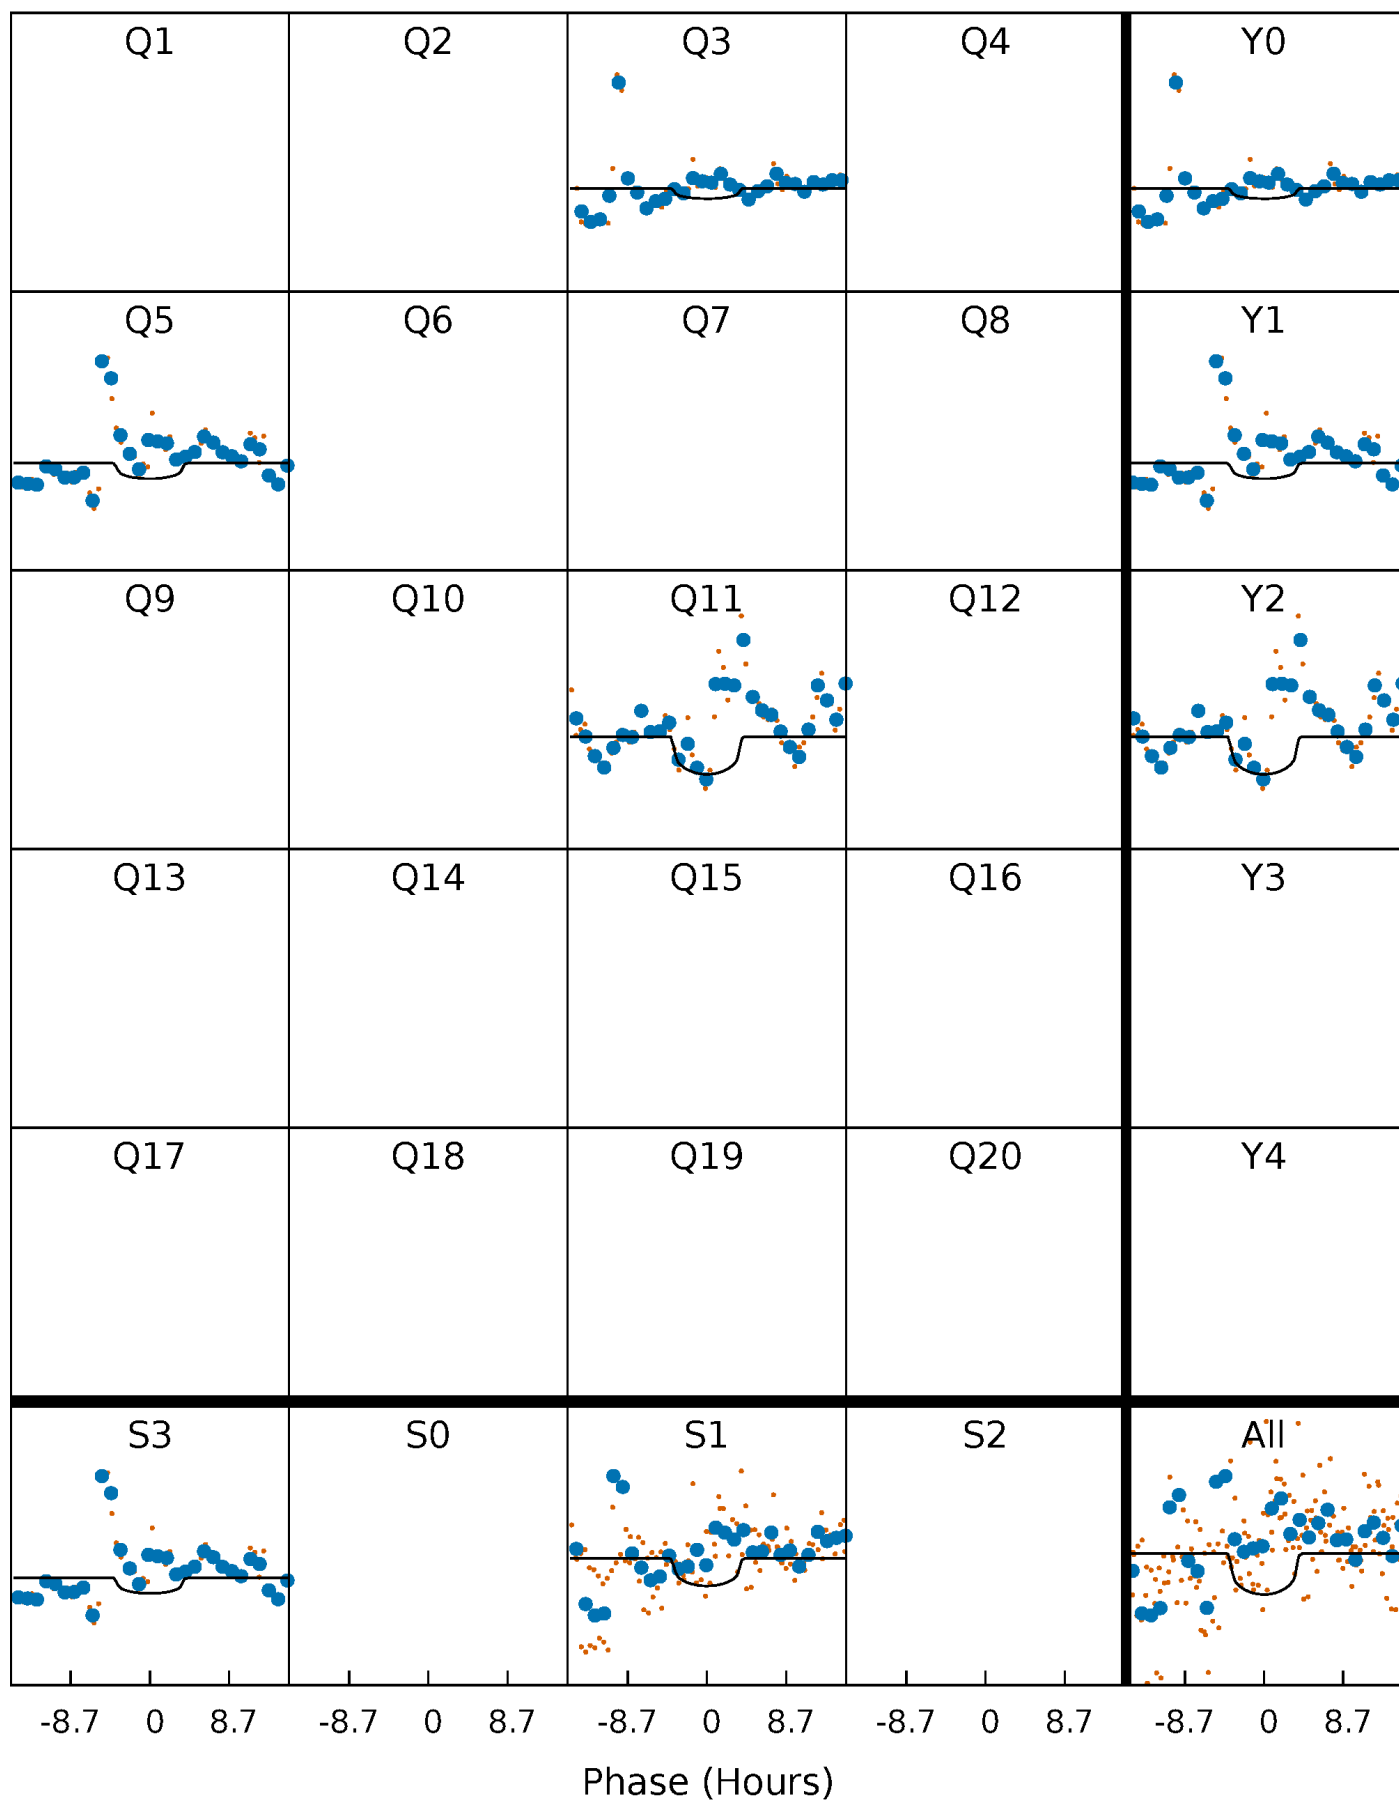 Q1 Q2 Q3 Q4 Y0
Q5 Q6 Q7 Q8 Y1
Q9 Q10 Q11 Q12 Y2
Q13 Q14 Q15 Q16 Y3
Q17 Q18 Q19 Q20 Y4
S3 S0 S1 S2 All
-8.7 0 8.7 -8.7 0 8.7 -8.7 0 8.7 -8.7 0 8.7 -8.7 0 8.7
Phase (Hours)